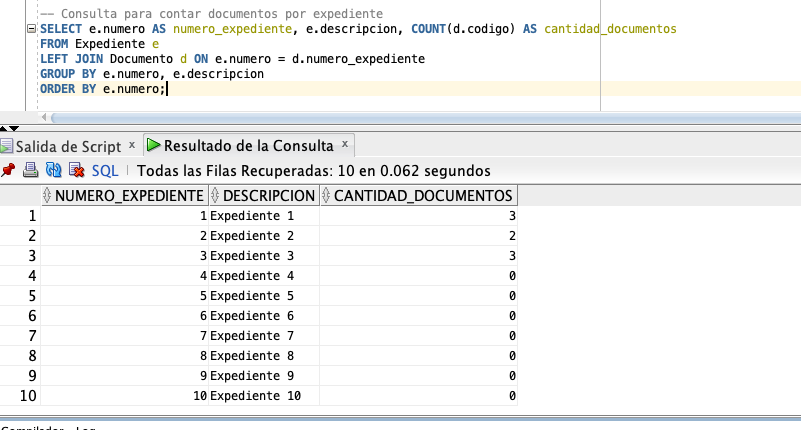 -- Consulta para contar documentos por expediente
SELECT e.numero AS numero_expediente, e.descripcion, COUNT(d.codigo) AS cantidad_documentos
FROM Expediente e
LEFT JOIN Documento d ON e.numero = d.numero_expediente
GROUP BY e.numero, e.descripcion
ORDER BY e.numero;
Salida de Script × Resultado de la Consulta ×
SQL | Todas las Filas Recuperadas: 10 en 0.062 segundos
NUMERO_EXPEDIENTE DESCRIPCION CANTIDAD_DOCUMENTOS
1 1 Expediente 1 3
2 2 Expediente 2 2
3 3 Expediente 3 3
4 4 Expediente 4 0
5 5 Expediente 5 0
6 6 Expediente 6 0
7 7 Expediente 7 0
8 8 Expediente 8 0
9 9 Expediente 9 0
10 10 Expediente 10 0